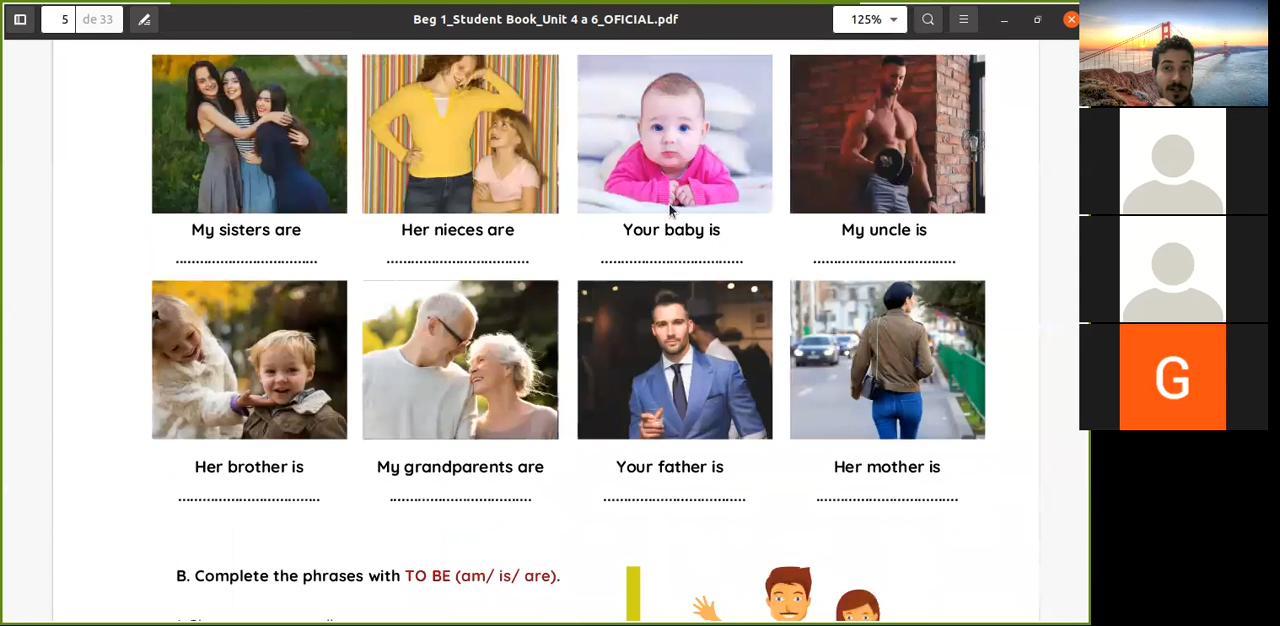 5 de 33 Beg 1_Student Book_Unit 4 a 6_OFICIAL.pdf 125%
My sisters are Her nieces are Your baby is My uncle is
.................................. .................................. .................................. ..................................
Her brother is My grandparents are Your father is Her mother is
.................................. .................................. .................................. ..................................
B. Complete the phrases with TO BE (am/ is/ are).
G